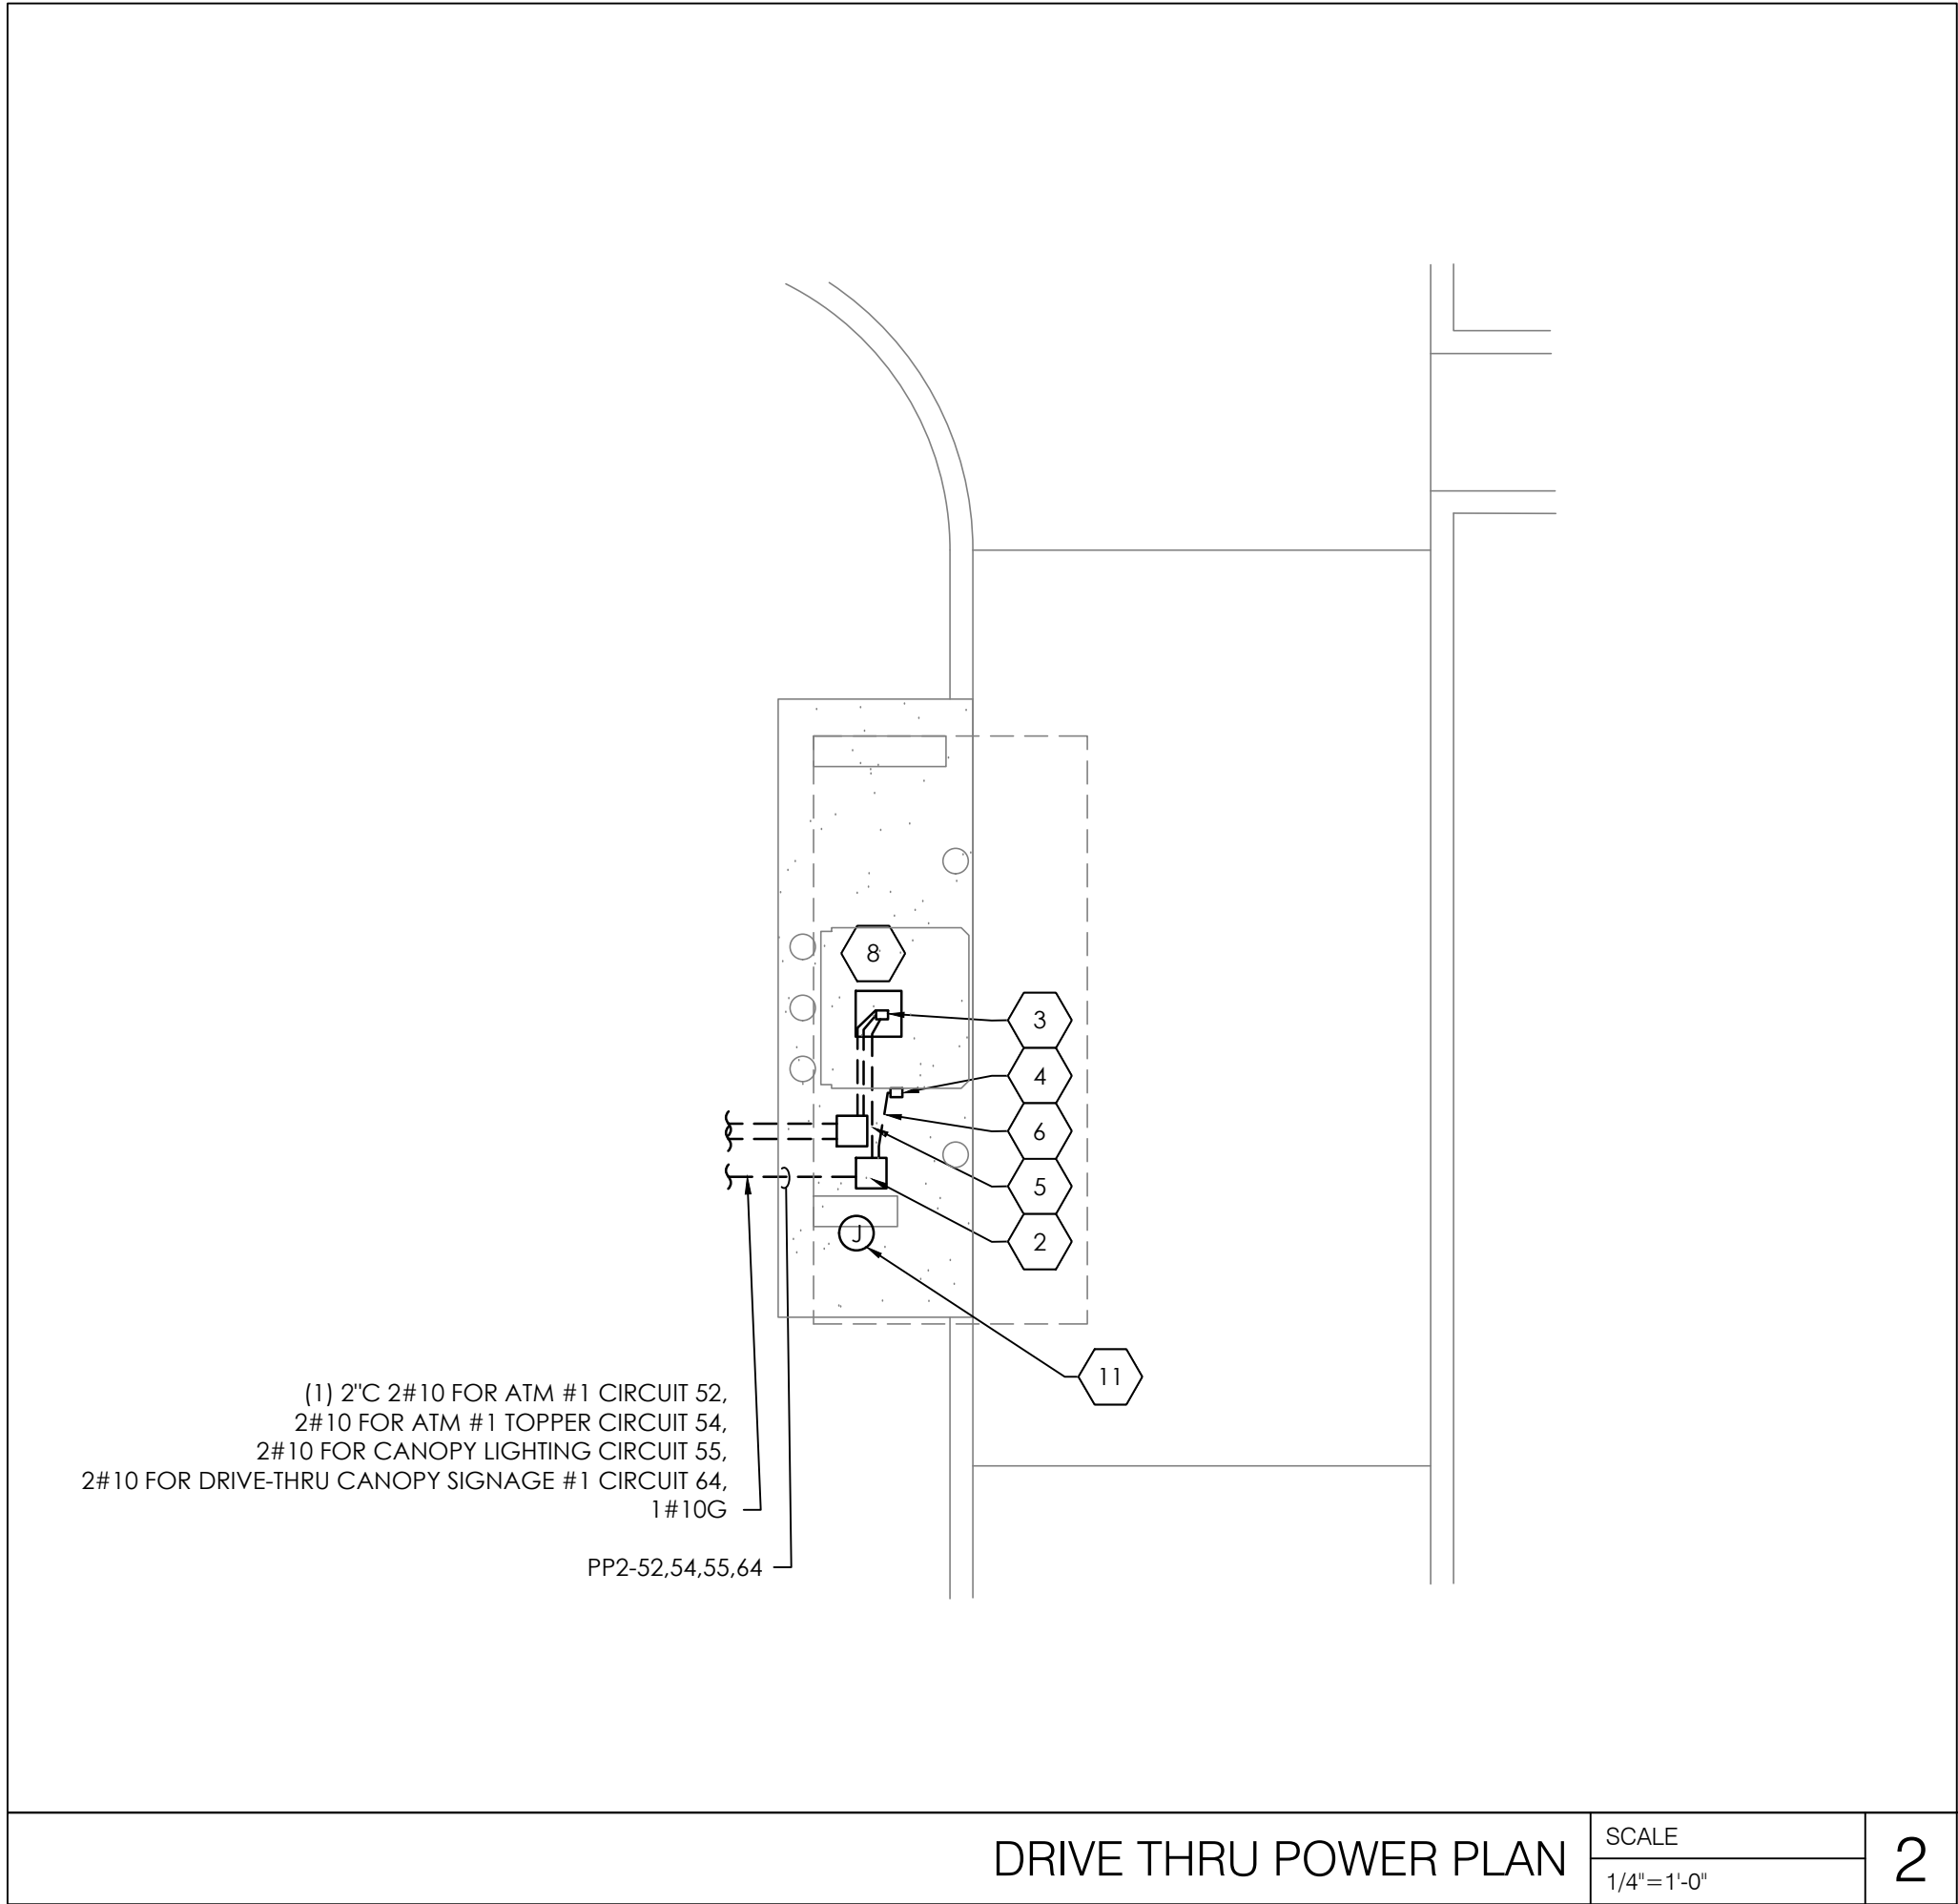 8
3
4
6
5
2
J
11
(1) 2"C 2#10 FOR ATM #1 CIRCUIT 52,
2#10 FOR ATM #1 TOPPER CIRCUIT 54,
2#10 FOR CANOPY LIGHTING CIRCUIT 55,
2#10 FOR DRIVE-THRU CANOPY SIGNAGE #1 CIRCUIT 64,
1#10G
PP2-52,54,55,64
DRIVE THRU POWER PLAN
SCALE
1/4"=1'-0"
2